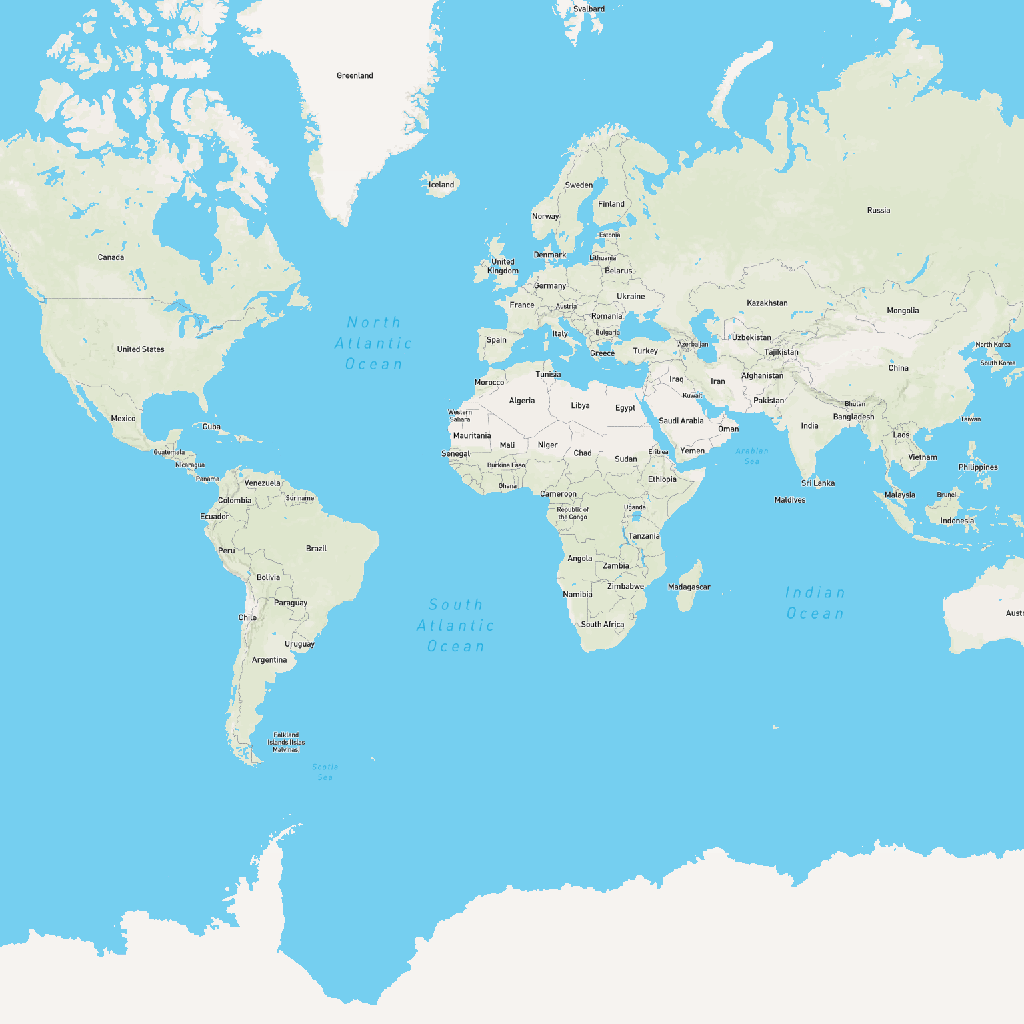 Svalbard
Greenland
Iceland
Sweden
Finland
Norway
Russia
Estonia
Denmark
Lithuania
United
Kingdom
Belarus
Canada
Germany
Ukraine
France
Austria
Kazakhstan
Mongolia
Romania
North
Atlantic
Ocean
Italy
Bulgaria
Uzbekistan
Spain
Azerbaijan
North Korea
United States
Greece
Turkey
Tajikistan
South Korea
China
Tunisia
Afghanistan
Morocco
Iraq
Iran
Algeria
Kuwait
Pakistan
Bhutan
Libya
Egypt
Western
Sahara
Bangladesh
Mexico
Saudi Arabia
Taiwan
Cuba
India
Oman
Mauritania
Laos
Mali
Niger
Guatemala
Chad
Yemen
Eritrea
Arabian
Sea
Senegal
Sudan
Vietnam
Nicaragua
Burkina Faso
Philippines
Panama
Ethiopia
Venezuela
Ghana
Sri Lanka
Cameroon
Malaysia
Brunei
Colombia
Suriname
Maldives
Uganda
Republic of
the Congo
Ecuador
Indonesia
Tanzania
Brazil
Peru
Angola
Zambia
Bolivia
Zimbabwe
Madagascar
Namibia
Indian
Ocean
Paraguay
South
Atlantic
Ocean
Chile
Aust
South Africa
Uruguay
Argentina
Falkland
Islands Islas
Malvinas
Scotia
Sea